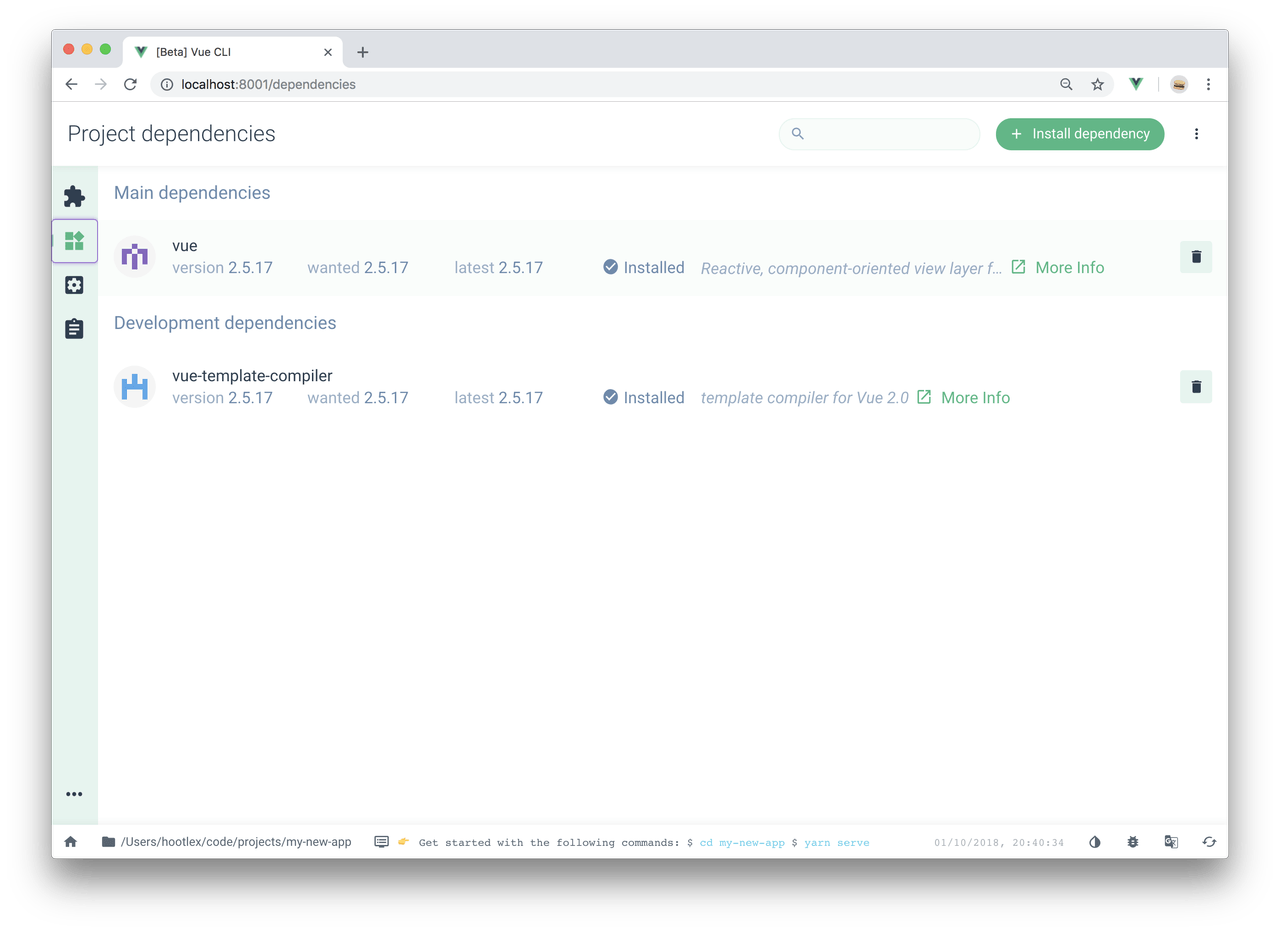 [Beta] Vue CLI
localhost:8001/dependencies
Project dependencies
Install dependency
Main dependencies
vue
version 2.5.17 wanted 2.5.17 latest 2.5.17 Installed Reactive, component-oriented view layer f... More Info
Development dependencies
vue-template-compiler
version 2.5.17 wanted 2.5.17 latest 2.5.17 Installed template compiler for Vue 2.0 More Info
/Users/hootlex/code/projects/my-new-app 👉 Get started with the following commands: $ cd my-new-app $ yarn serve 01/10/2018, 20:40:34